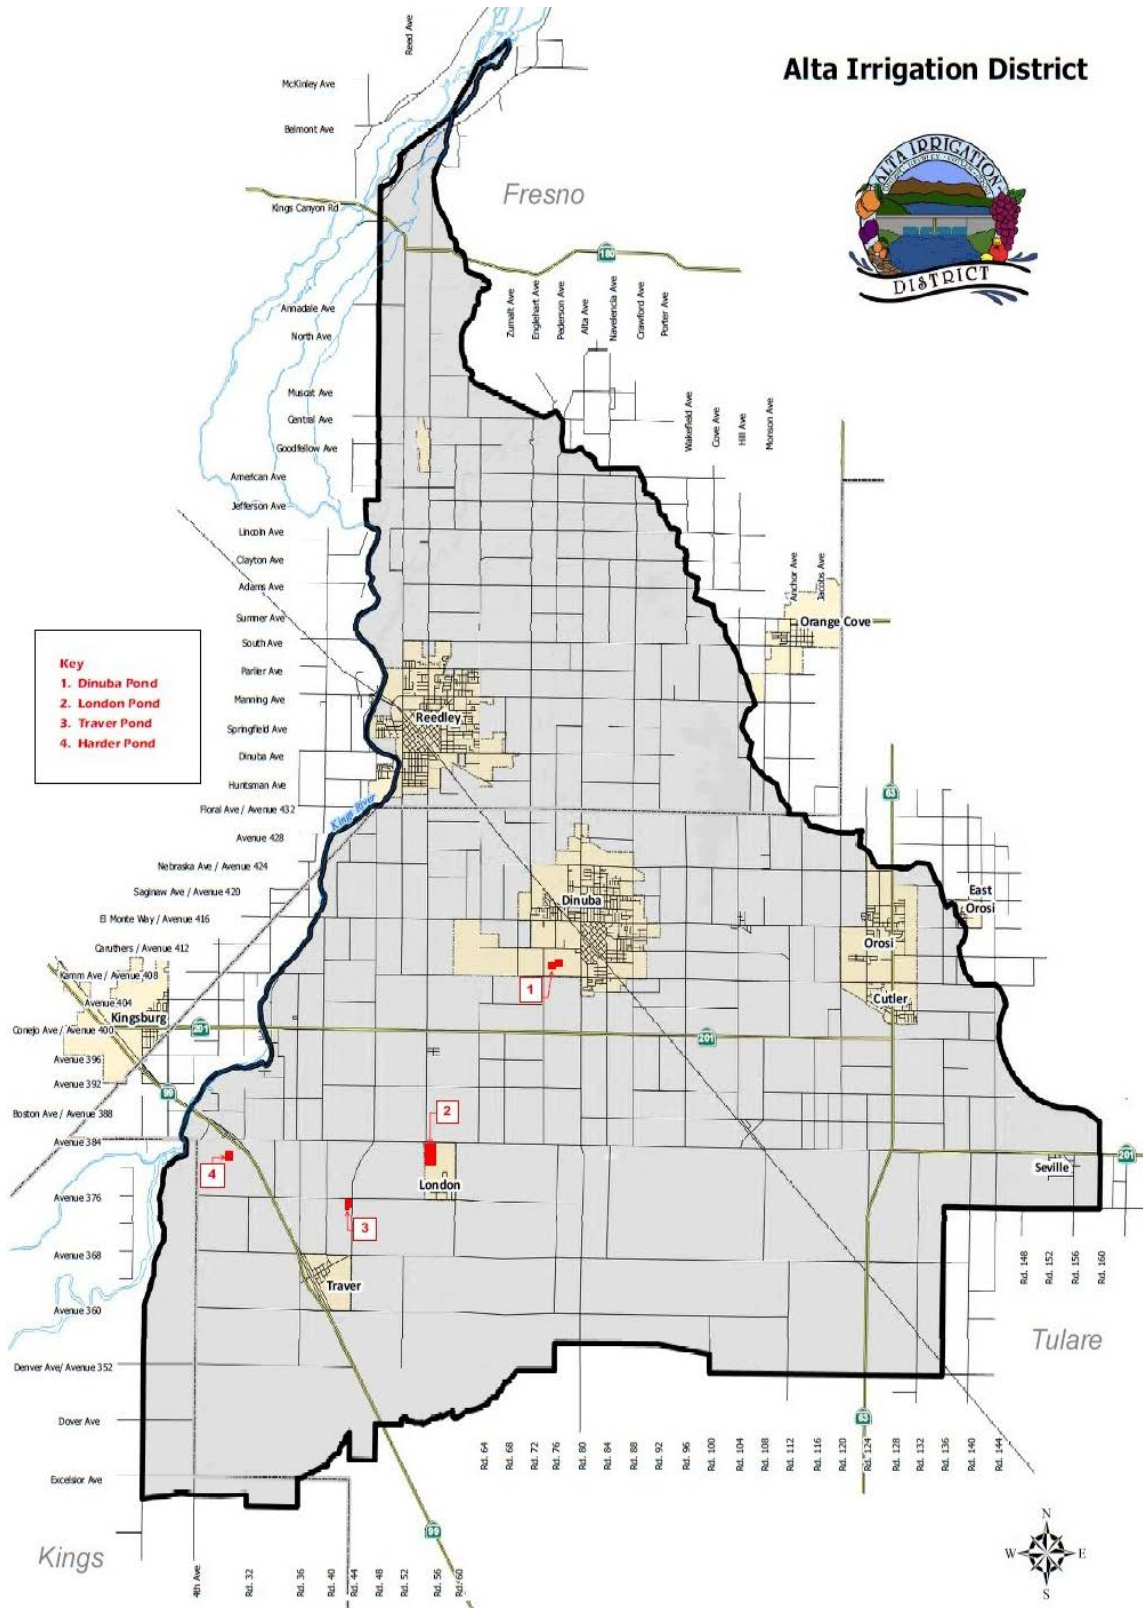 Alta Irrigation District
ALTA IRRIGATION
DISTRICT
Reed Ave
McKinley Ave
Belmont Ave
Fresno
Kings Canyon Rd
180
Zumalt Ave
Englehart Ave
Pederson Ave
Alta Ave
Navelencia Ave
Crawford Ave
Porter Ave
Annadale Ave
North Ave
Muscat Ave
Central Ave
Goodfellow Ave
Wakefield Ave
Cove Ave
Hill Ave
Monson Ave
American Ave
Jefferson Ave
Lincoln Ave
Clayton Ave
Adams Ave
Anchor Ave
Jacobs Ave
Sumner Ave
Orange Cove
South Ave
Key
1. Dinuba Pond
2. London Pond
3. Traver Pond
4. Harder Pond
Parlier Ave
Manning Ave
Reedley
Springfield Ave
Dinuba Ave
Huntsman Ave
63
Floral Ave / Avenue 432
Kings River
Avenue 428
Nebraska Ave / Avenue 424
Saginaw Ave / Avenue 420
Dinuba
East
Orosi
El Monte Way / Avenue 416
Orosi
Caruthers / Avenue 412
Kamm Ave / Avenue 408
1
Avenue 404
Cutler
Kingsburg
Conejo Ave / Avenue 400
201
201
Avenue 396
Avenue 392
99
Boston Ave / Avenue 388
2
Avenue 384
201
4
Seville
London
Avenue 376
3
Avenue 368
Rd. 148
Rd. 152
Rd. 156
Rd. 160
Traver
Avenue 360
Tulare
Denver Ave/ Avenue 352
Dover Ave
63
Rd. 64
Rd. 68
Rd. 72
Rd. 76
Rd. 80
Rd. 84
Rd. 88
Rd. 92
Rd. 96
Rd. 100
Rd. 104
Rd. 108
Rd. 112
Rd. 116
Rd. 120
Rd. 124
Rd. 128
Rd. 132
Rd. 136
Rd. 140
Rd. 144
Excelsior Ave
99
Kings
4th Ave
Rd. 32
Rd. 36
Rd. 40
Rd. 44
Rd. 48
Rd. 52
Rd. 56
Rd. 60
N
W
E
S